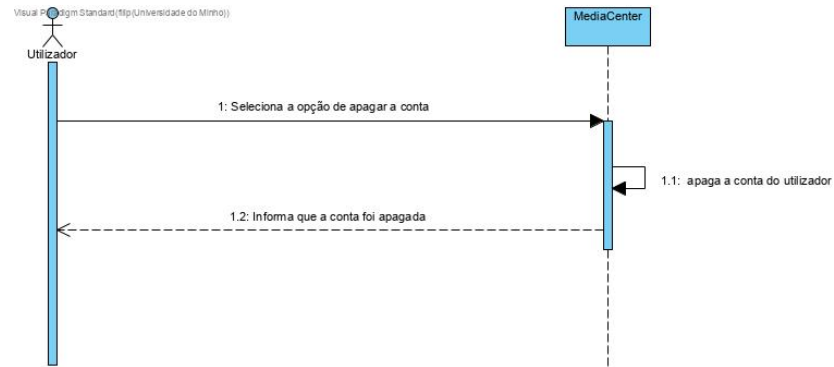 Visual Paradigm Standard(filip(Universidade do Minho))
MediaCenter
Utilizador
1: Seleciona a opção de apagar a conta
1.1: apaga a conta do utilizador
1.2: Informa que a conta foi apagada